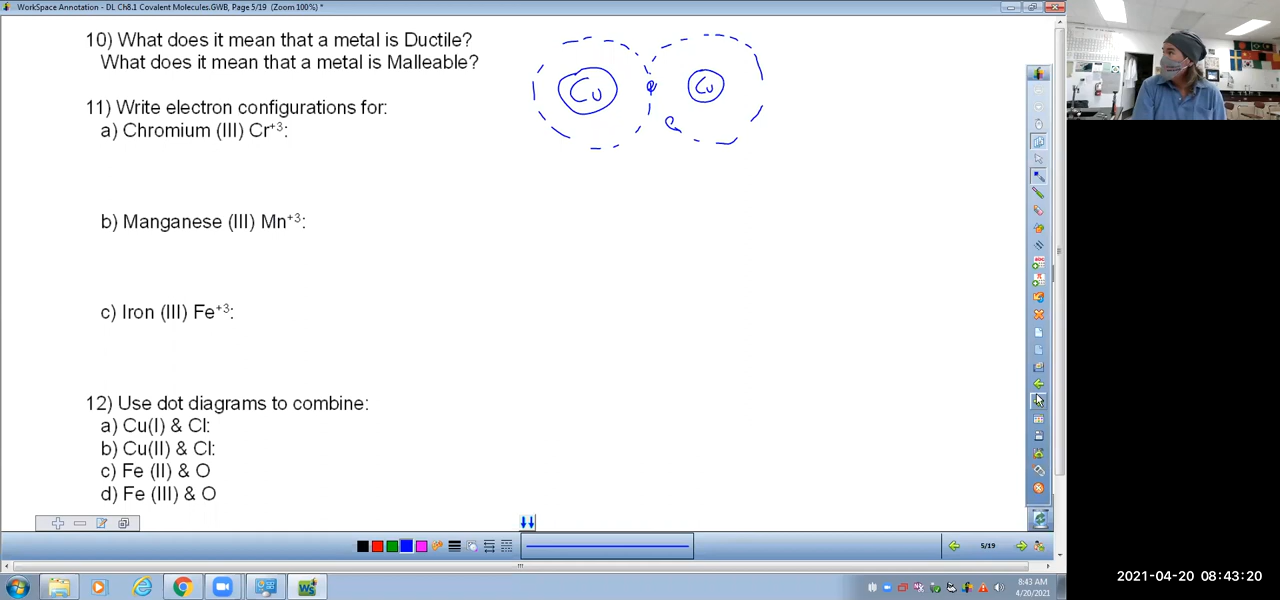 WorkSpace Annotation - DL Ch8.1 Covalent Molecules.GWB, Page 5/19 (Zoom 100%) *
10) What does it mean that a metal is Ductile?
What does it mean that a metal is Malleable?
Cu Cu
e
e
11) Write electron configurations for:
a) Chromium (III) Cr+3:
b) Manganese (III) Mn+3:
c) Iron (III) Fe+3:
12) Use dot diagrams to combine:
a) Cu(I) & Cl:
b) Cu(II) & Cl:
c) Fe (II) & O
d) Fe (III) & O
5/19
8:43 AM
4/20/2021
2021-04-20 08:43:20